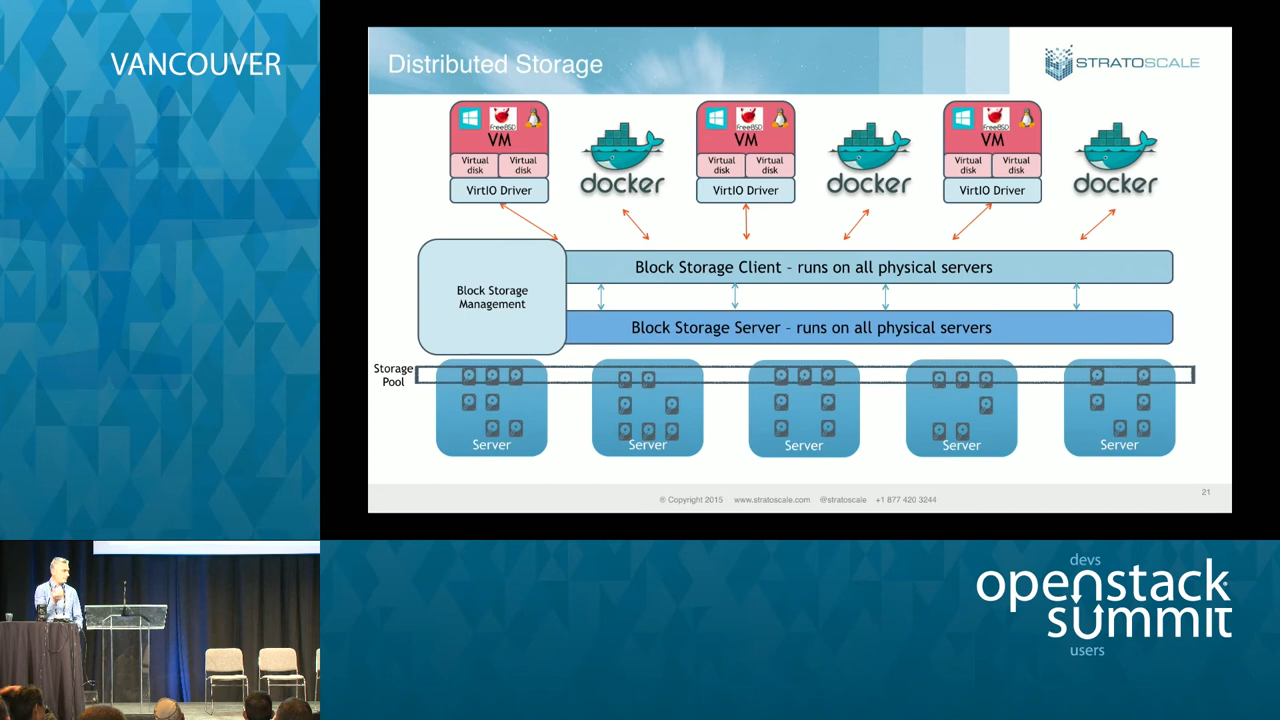 VANCOUVER
Distributed Storage
STRATOSCALE
FreeBSD
VM
Virtual disk
Virtual disk
VirtIO Driver
docker
FreeBSD
VM
Virtual disk
Virtual disk
VirtIO Driver
docker
FreeBSD
VM
Virtual disk
Virtual disk
VirtIO Driver
docker
Block Storage
Management
Block Storage Client - runs on all physical servers
Block Storage Server - runs on all physical servers
Storage
Pool
Server
Server
Server
Server
Server
® Copyright 2015 www.stratoscale.com @stratoscale +1 877 420 3244
21
devs
openstack
summit
users